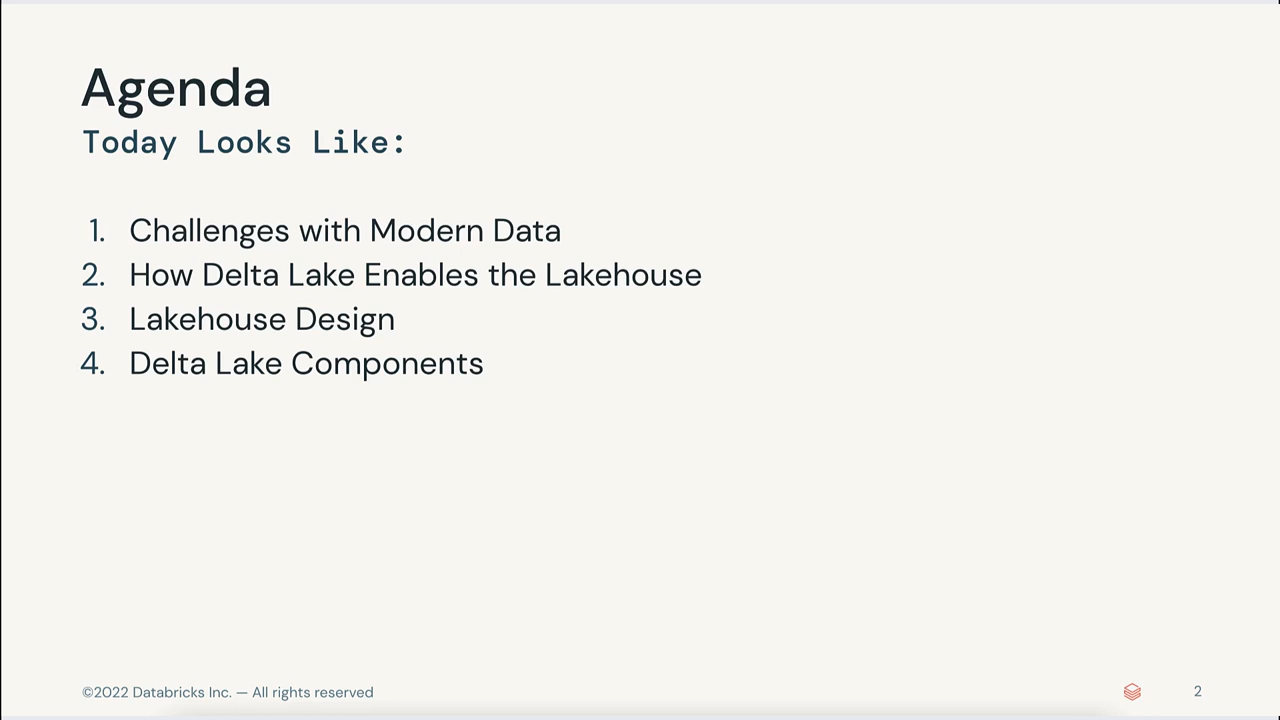 Agenda
Today Looks Like:
1. Challenges with Modern Data
2. How Delta Lake Enables the Lakehouse
3. Lakehouse Design
4. Delta Lake Components
©2022 Databricks Inc. — All rights reserved
2